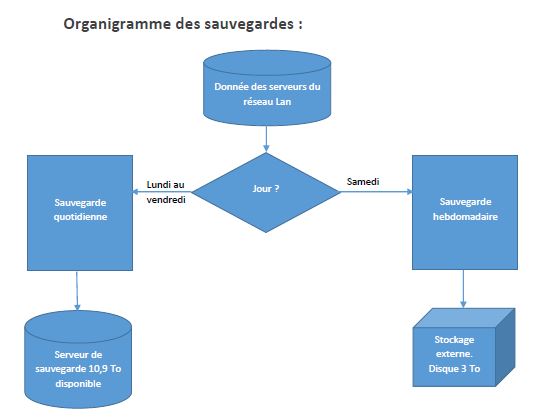 Organigramme des sauvegardes :
Donnée des serveurs du
réseau Lan
Lundi au
vendredi
Jour ?
Samedi
Sauvegarde
quotidienne
Sauvegarde
hebdomadaire
Serveur de
sauvegarde 10,9 To
disponible
Stockage
externe.
Disque 3 To